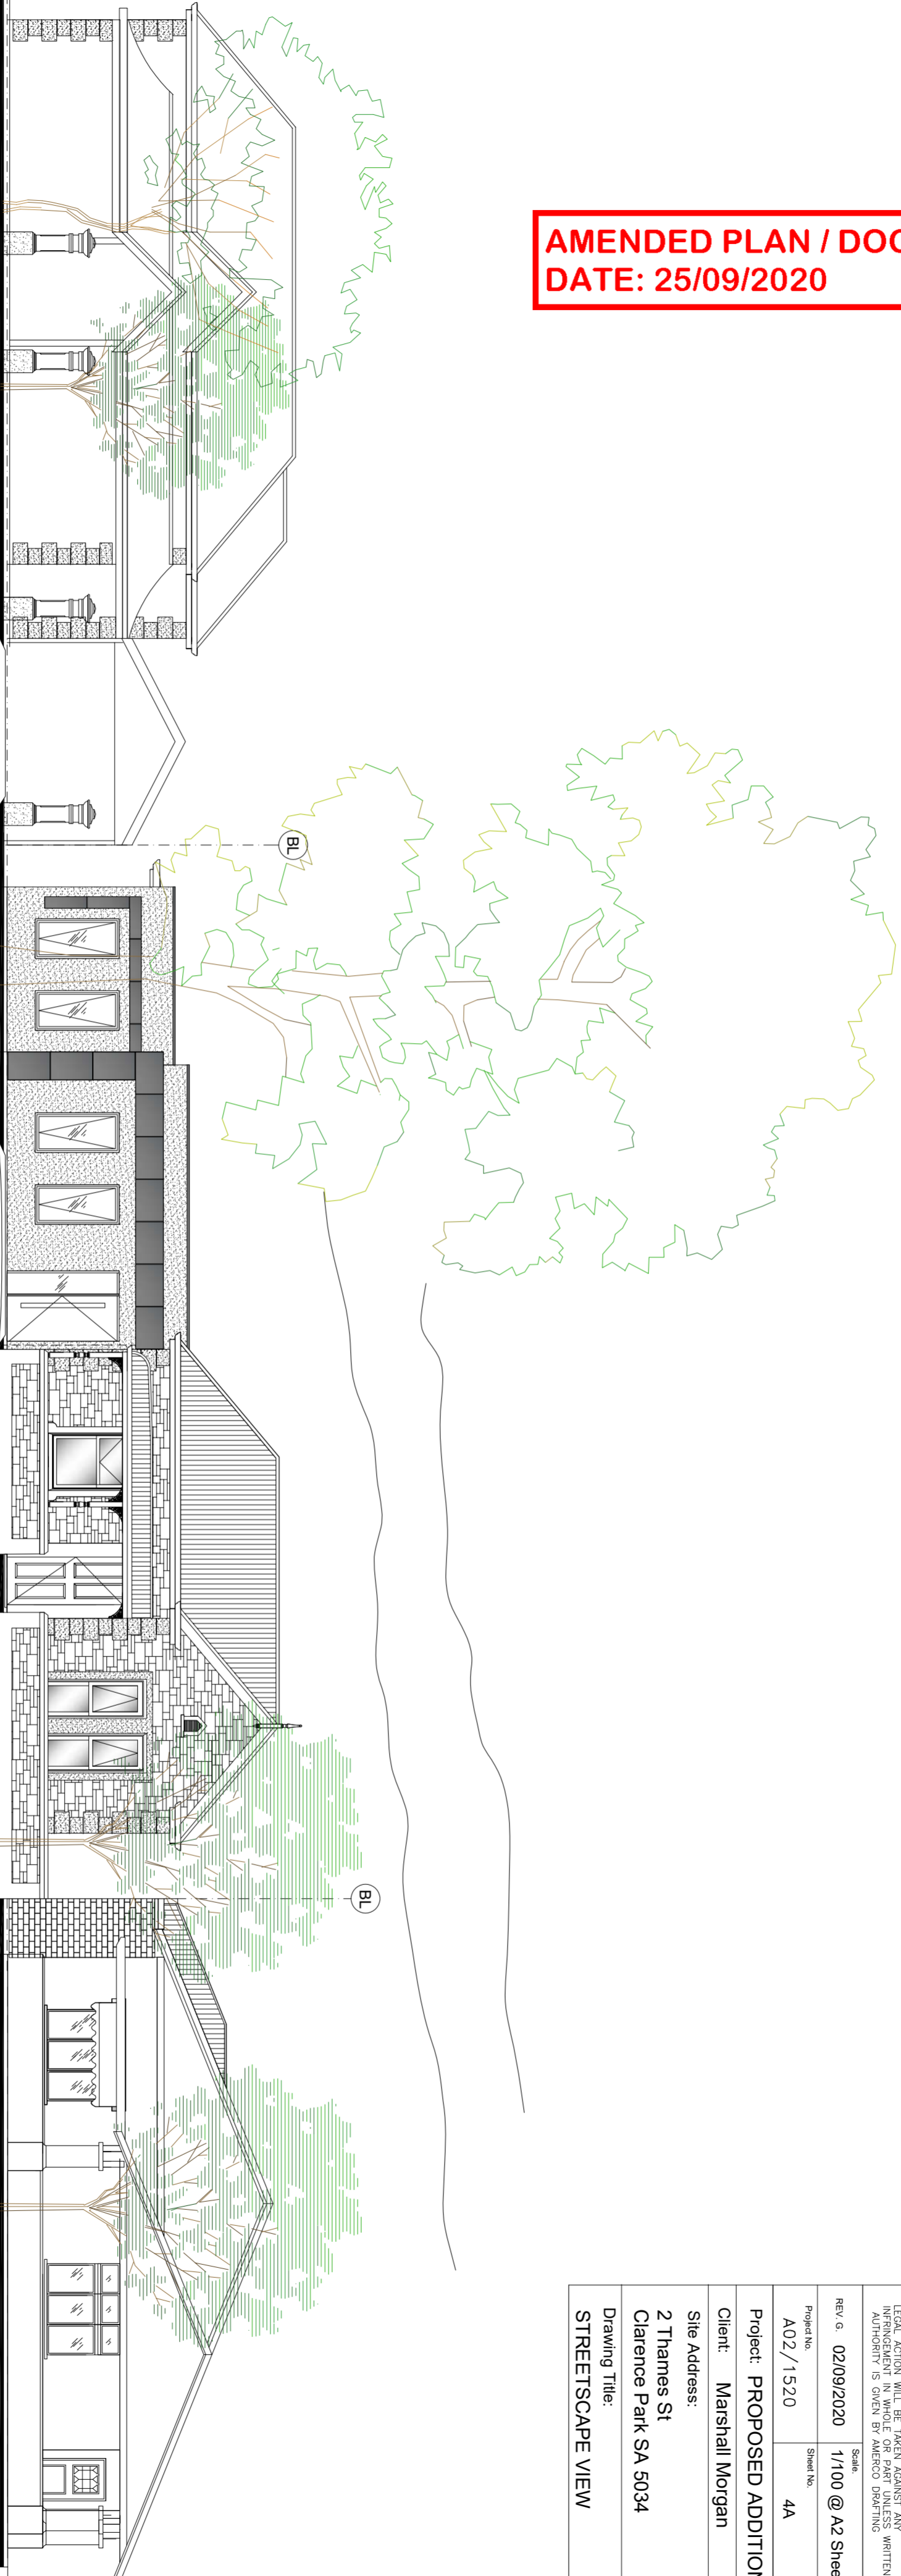 AMENDED PLAN / DOC
DATE: 25/09/2020
BL
BL
LEGAL ACTION WILL BE TAKEN AGAINST ANY
INFRINGEMENT IN WHOLE OR PART UNLESS WRITTEN
AUTHORITY IS GIVEN BY AMERCO DRAFTING
REV. G. 02/09/2020
Scale.
1/100 @ A2 Shee
Project No.
A02/1520
Sheet No.
4A
Project: PROPOSED ADDITION
Client: Marshall Morgan
Site Address:
2 Thames St
Clarence Park SA 5034
Drawing Title:
STREETSCAPE VIEW